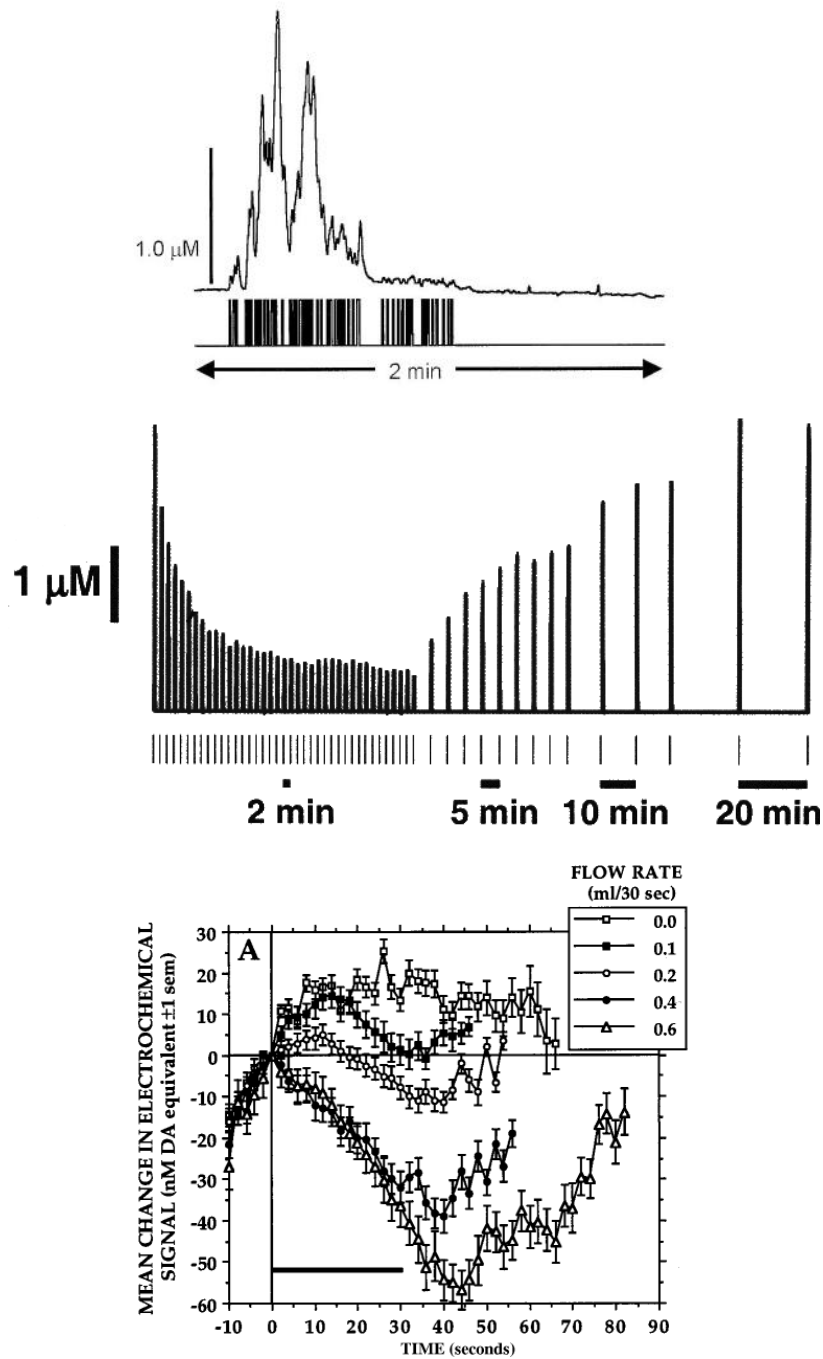 1.0 μM
2 min
1 μM
2 min 5 min 10 min 20 min
FLOW RATE
(ml/30 sec)
0.0
0.1
0.2
0.4
0.6
A
MEAN CHANGE IN ELECTROCHEMICAL
SIGNAL (nM DA equivalent ±1 sem)
30
20
10
0
-10
-20
-30
-40
-50
-60
-10 0 10 20 30 40 50 60 70 80 90
TIME (seconds)